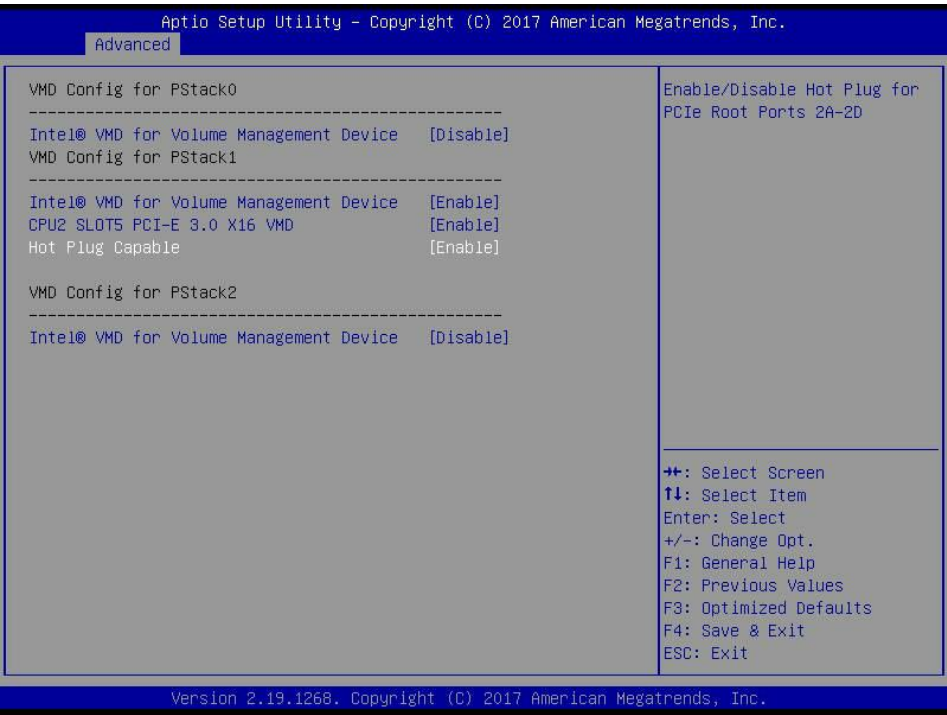 Aptio Setup Utility – Copyright (C) 2017 American Megatrends, Inc.
Advanced
VMD Config for PStack0
--------------------------------------------------
Intel® VMD for Volume Management Device [Disable]
VMD Config for PStack1
--------------------------------------------------
Intel® VMD for Volume Management Device [Enable]
CPU2 SLOT5 PCI-E 3.0 X16 VMD [Enable]
Hot Plug Capable [Enable]
VMD Config for PStack2
--------------------------------------------------
Intel® VMD for Volume Management Device [Disable]
Enable/Disable Hot Plug for
PCIe Root Ports 2A-2D
→←: Select Screen
↑↓: Select Item
Enter: Select
+/-: Change Opt.
F1: General Help
F2: Previous Values
F3: Optimized Defaults
F4: Save & Exit
ESC: Exit
Version 2.19.1268. Copyright (C) 2017 American Megatrends, Inc.